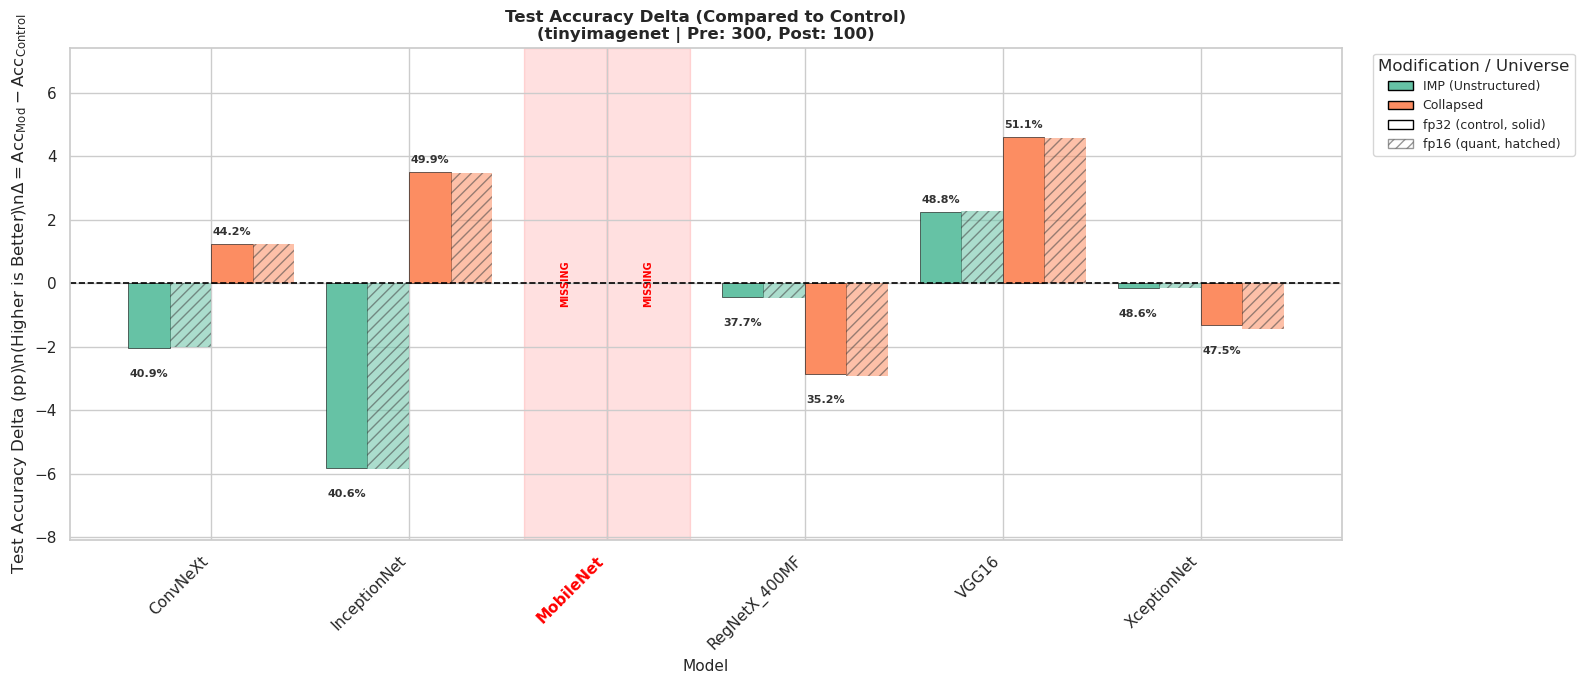 Test Accuracy Delta (Compared to Control)
(tinyimagenet | Pre: 300, Post: 100)
Test Accuracy Delta (pp)\n(Higher is Better)\nΔ = Acc_Mod − Acc_Control
6
4
2
0
−2
−4
−6
−8
40.9%
44.2%
40.6%
49.9%
MISSING
MISSING
37.7%
35.2%
48.8%
51.1%
48.6%
47.5%
ConvNeXt
InceptionNet
MobileNet
RegNetX_400MF
VGG16
XceptionNet
Model
Modification / Universe
IMP (Unstructured)
Collapsed
fp32 (control, solid)
fp16 (quant, hatched)